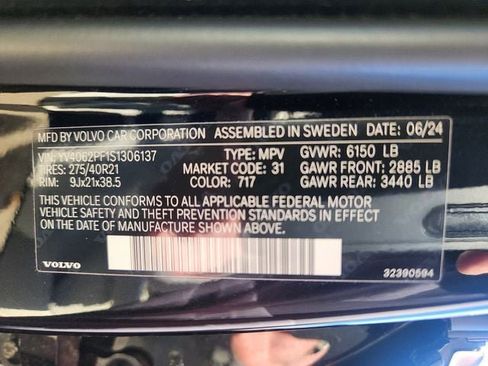 MFD BY VOLVO CAR CORPORATION ASSEMBLED IN SWEDEN DATE: 06/24
VIN: YV4062PF1S1306137 TYPE: MPV GVWR: 6150 LB
TIRES: 275/40R21 MARKET CODE: 31 GAWR FRONT: 2885 LB
RIM: 9Jx21x38.5 COLOR: 717 GAWR REAR: 3440 LB
THIS VEHICLE CONFORMS TO ALL APPLICABLE FEDERAL MOTOR
VEHICLE SAFETY AND THEFT PREVENTION STANDARDS IN EFFECT
ON THE DATE OF MANUFACTURE SHOWN ABOVE.
VOLVO 32390594